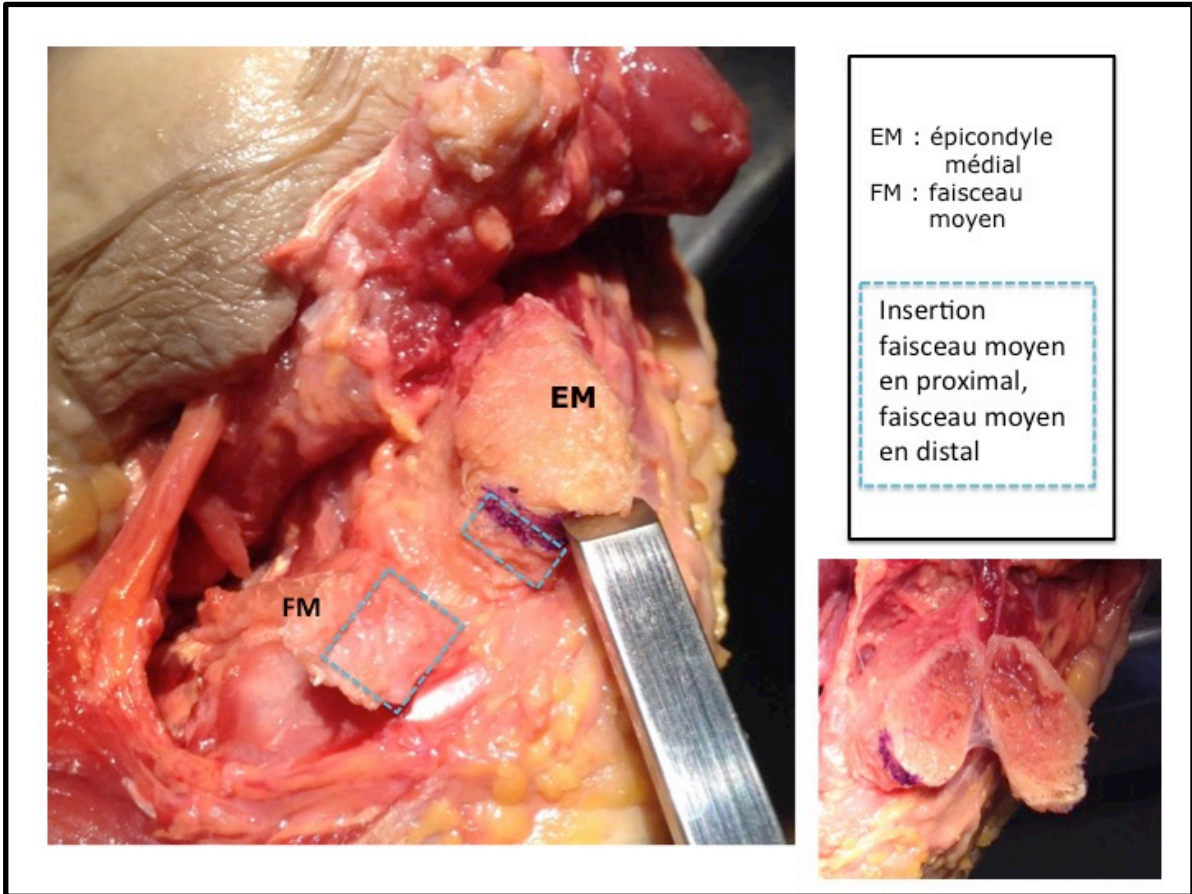 EM
FM
EM : épicondyle
médial
FM : faisceau
moyen
Insertion
faisceau moyen
en proximal,
faisceau moyen
en distal